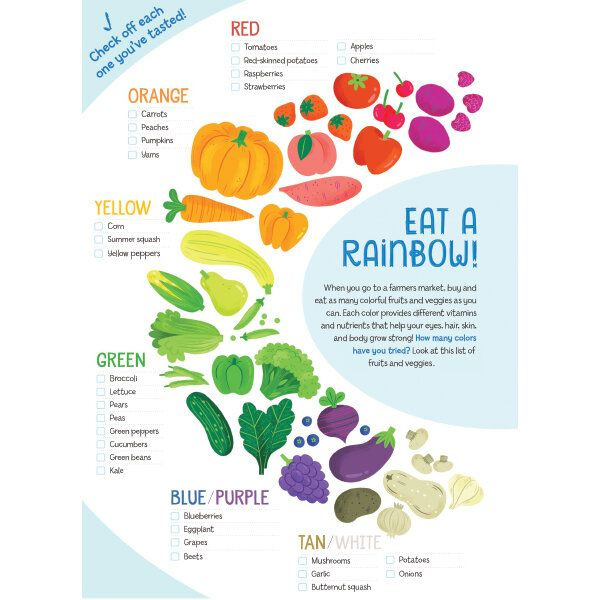 Check off each
one you've tasted!
RED
Tomatoes
Red-skinned potatoes
Raspberries
Strawberries
Apples
Cherries
ORANGE
Carrots
Peaches
Pumpkins
Yams
YELLOW
Corn
Summer squash
Yellow peppers
EAT A
RAINBOW!
When you go to a farmers market, buy and
eat as many colorful fruits and veggies as you
can. Each color provides different vitamins
and nutrients that help your eyes, hair, skin,
and body grow strong! How many colors
have you tried? Look at this list of
fruits and veggies.
GREEN
Broccoli
Lettuce
Pears
Peas
Green peppers
Cucumbers
Green beans
Kale
BLUE/PURPLE
Blueberries
Eggplant
Grapes
Beets
TAN/WHITE
Mushrooms
Garlic
Butternut squash
Potatoes
Onions